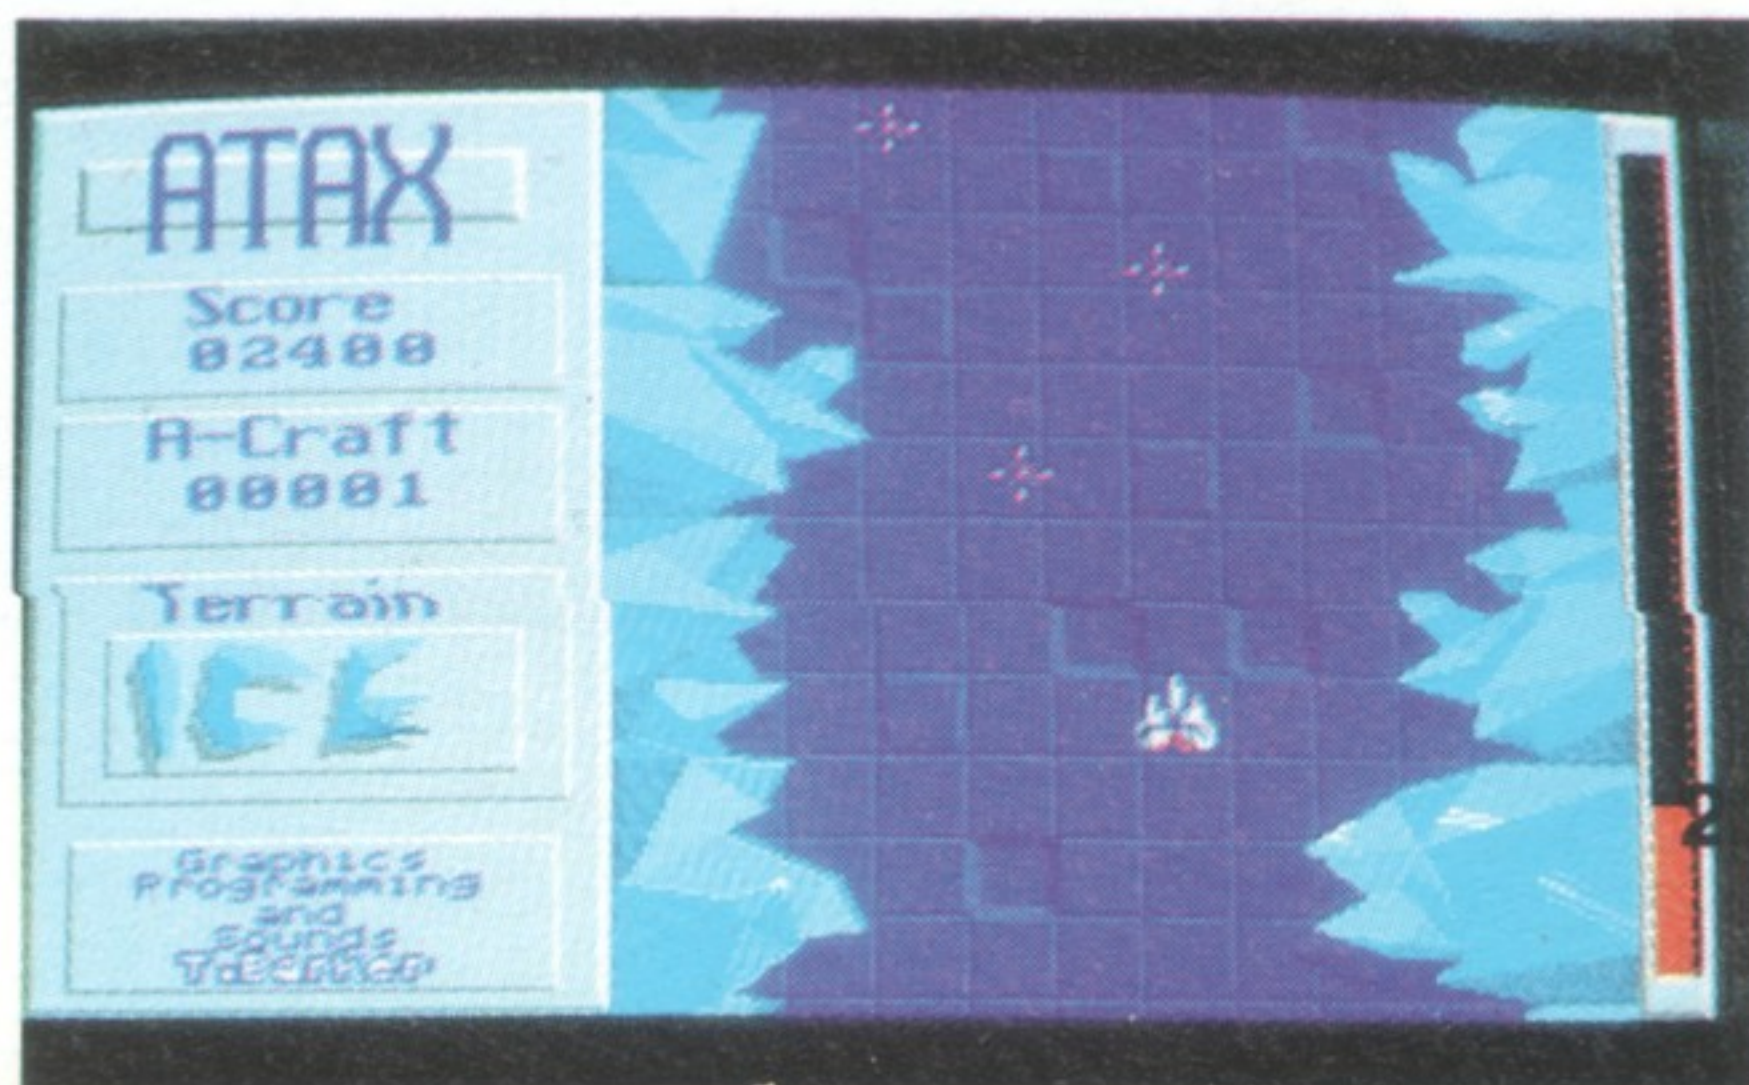 ATAX
Score
02400
A-Craft
00001
Terrain
ICE
Graphics
Programming
and
Sounds
2